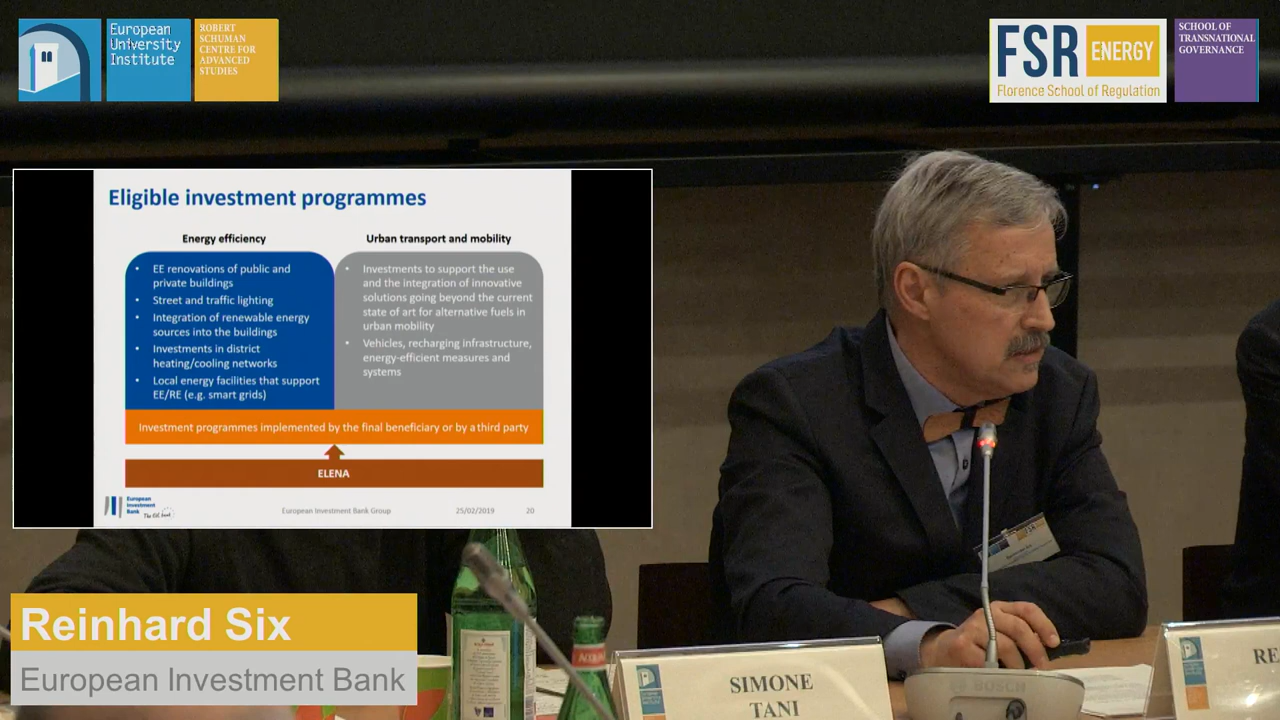 European
University
Institute
ROBERT
SCHUMAN
CENTRE FOR
ADVANCED
STUDIES
FSR ENERGY
Florence School of Regulation
SCHOOL OF
TRANSNATIONAL
GOVERNANCE
Eligible investment programmes
Energy efficiency
• EE renovations of public and
private buildings
• Street and traffic lighting
• Integration of renewable energy
sources into the buildings
• Investments in district
heating/cooling networks
• Local energy facilities that support
EE/RE (e.g. smart grids)
Urban transport and mobility
• Investments to support the use
and the integration of innovative
solutions going beyond the current
state of art for alternative fuels in
urban mobility
• Vehicles, recharging infrastructure,
energy-efficient measures and
systems
Investment programmes implemented by the final beneficiary or by a third party
ELENA
European
Investment
Bank
The EU bank
European Investment Bank Group
25/02/2019
20
Reinhard Six
European Investment Bank
SIMONE
TANI
RE
BOSCH